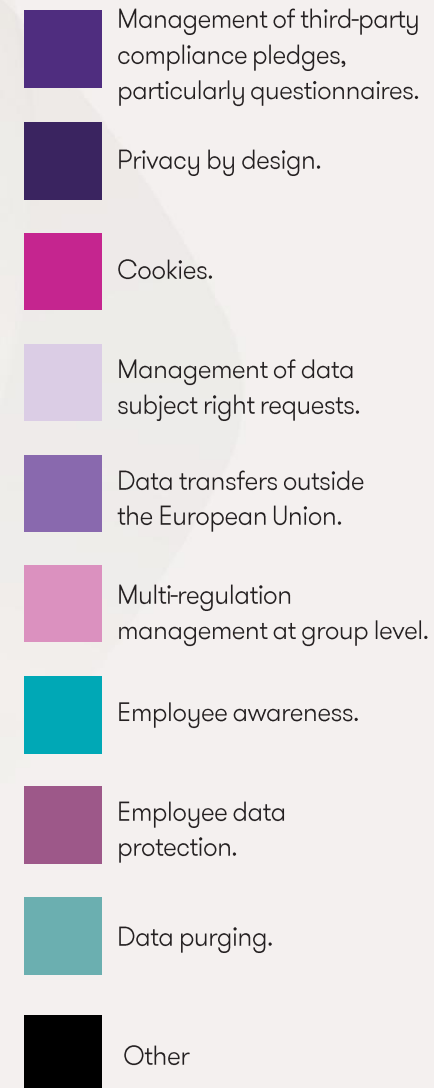 Management of third-party
compliance pledges,
particularly questionnaires.
Privacy by design.
Cookies.
Management of data
subject right requests.
Data transfers outside
the European Union.
Multi-regulation
management at group level.
Employee awareness.
Employee data
protection.
Data purging.
Other